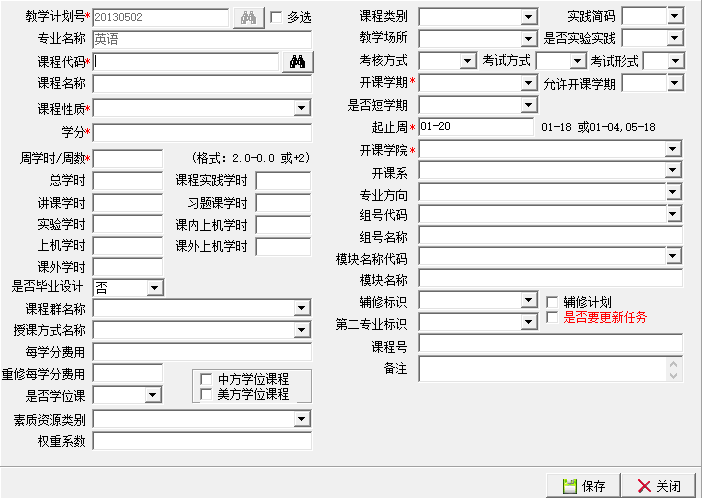 教学计划号* 20130502 多选
专业名称 英语
课程代码*
课程名称
课程性质*
学分*
周学时/周数* (格式: 2.0-0.0 或+2)
总学时 课程实践学时
讲课学时 习题课学时
实验学时 课内上机学时
上机学时 课外上机学时
课外学时
是否毕业设计 否
课程群名称
授课方式名称
每学分费用
重修每学分费用 中方学位课程
是否学位课 美方学位课程
素质资源类别
权重系数
课程类别 实践简码
教学场所 是否实验实践
考核方式 考试方式 考试形式
开课学期* 允许开课学期
是否短学期
起止周* 01-20 01-18 或01-04,05-18
开课学院*
开课系
专业方向
组号代码
组号名称
模块名称代码
模块名称
辅修标识 辅修计划
第二专业标识 是否要更新任务
课程号
备注
保存 关闭